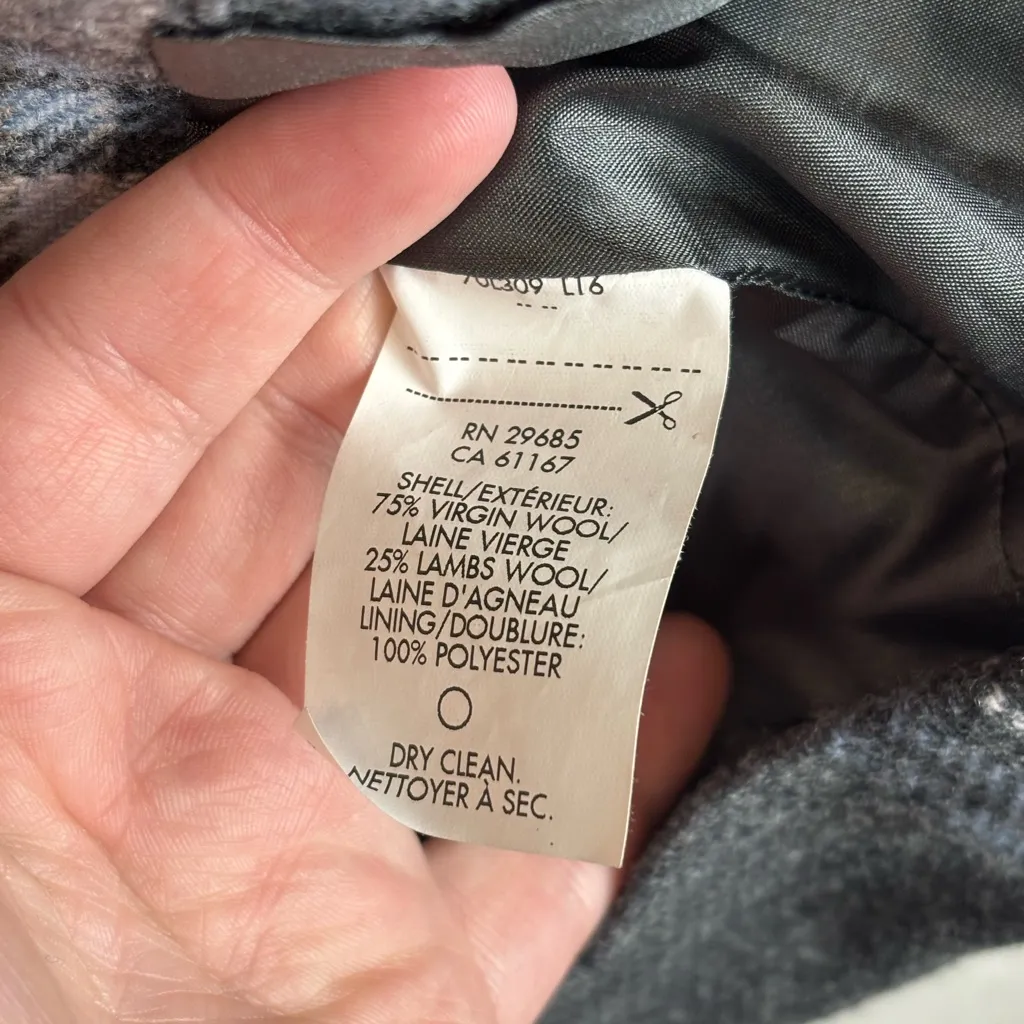 LT6
RN 29685
CA 61167
SHELL/EXTÉRIEUR:
75% VIRGIN WOOL/
LAINE VIERGE
25% LAMBS WOOL/
LAINE D'AGNEAU
LINING/DOUBLURE:
100% POLYESTER
DRY CLEAN.
NETTOYER À SEC.